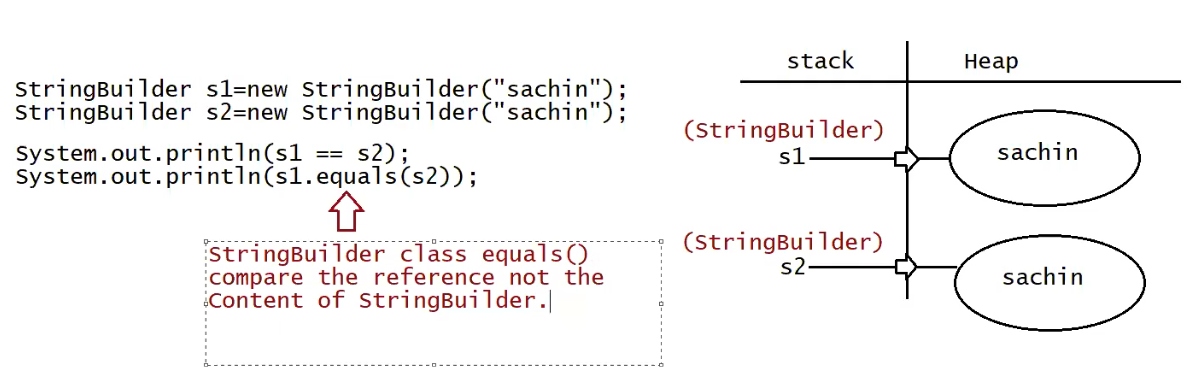 StringBuilder s1=new StringBuilder("sachin");
StringBuilder s2=new StringBuilder("sachin");
System.out.println(s1 == s2);
System.out.println(s1.equals(s2));
StringBuilder class equals()
compare the reference not the
Content of StringBuilder.
stack
Heap
(StringBuilder)
s1
sachin
(StringBuilder)
s2
sachin